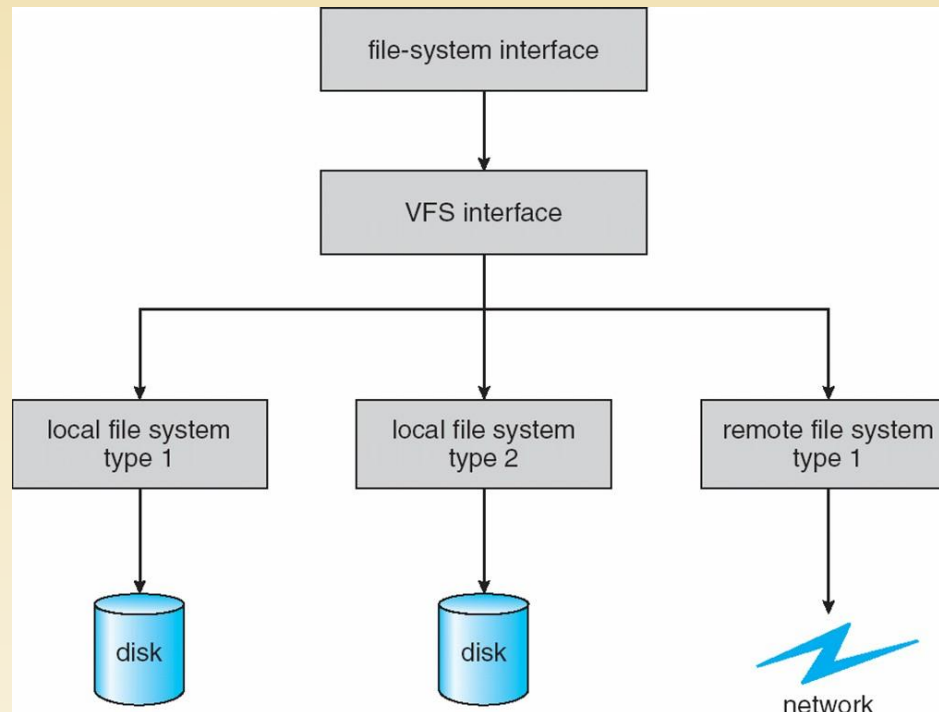 file-system interface
VFS interface
local file system
type 1
local file system
type 2
remote file system
type 1
disk
disk
network